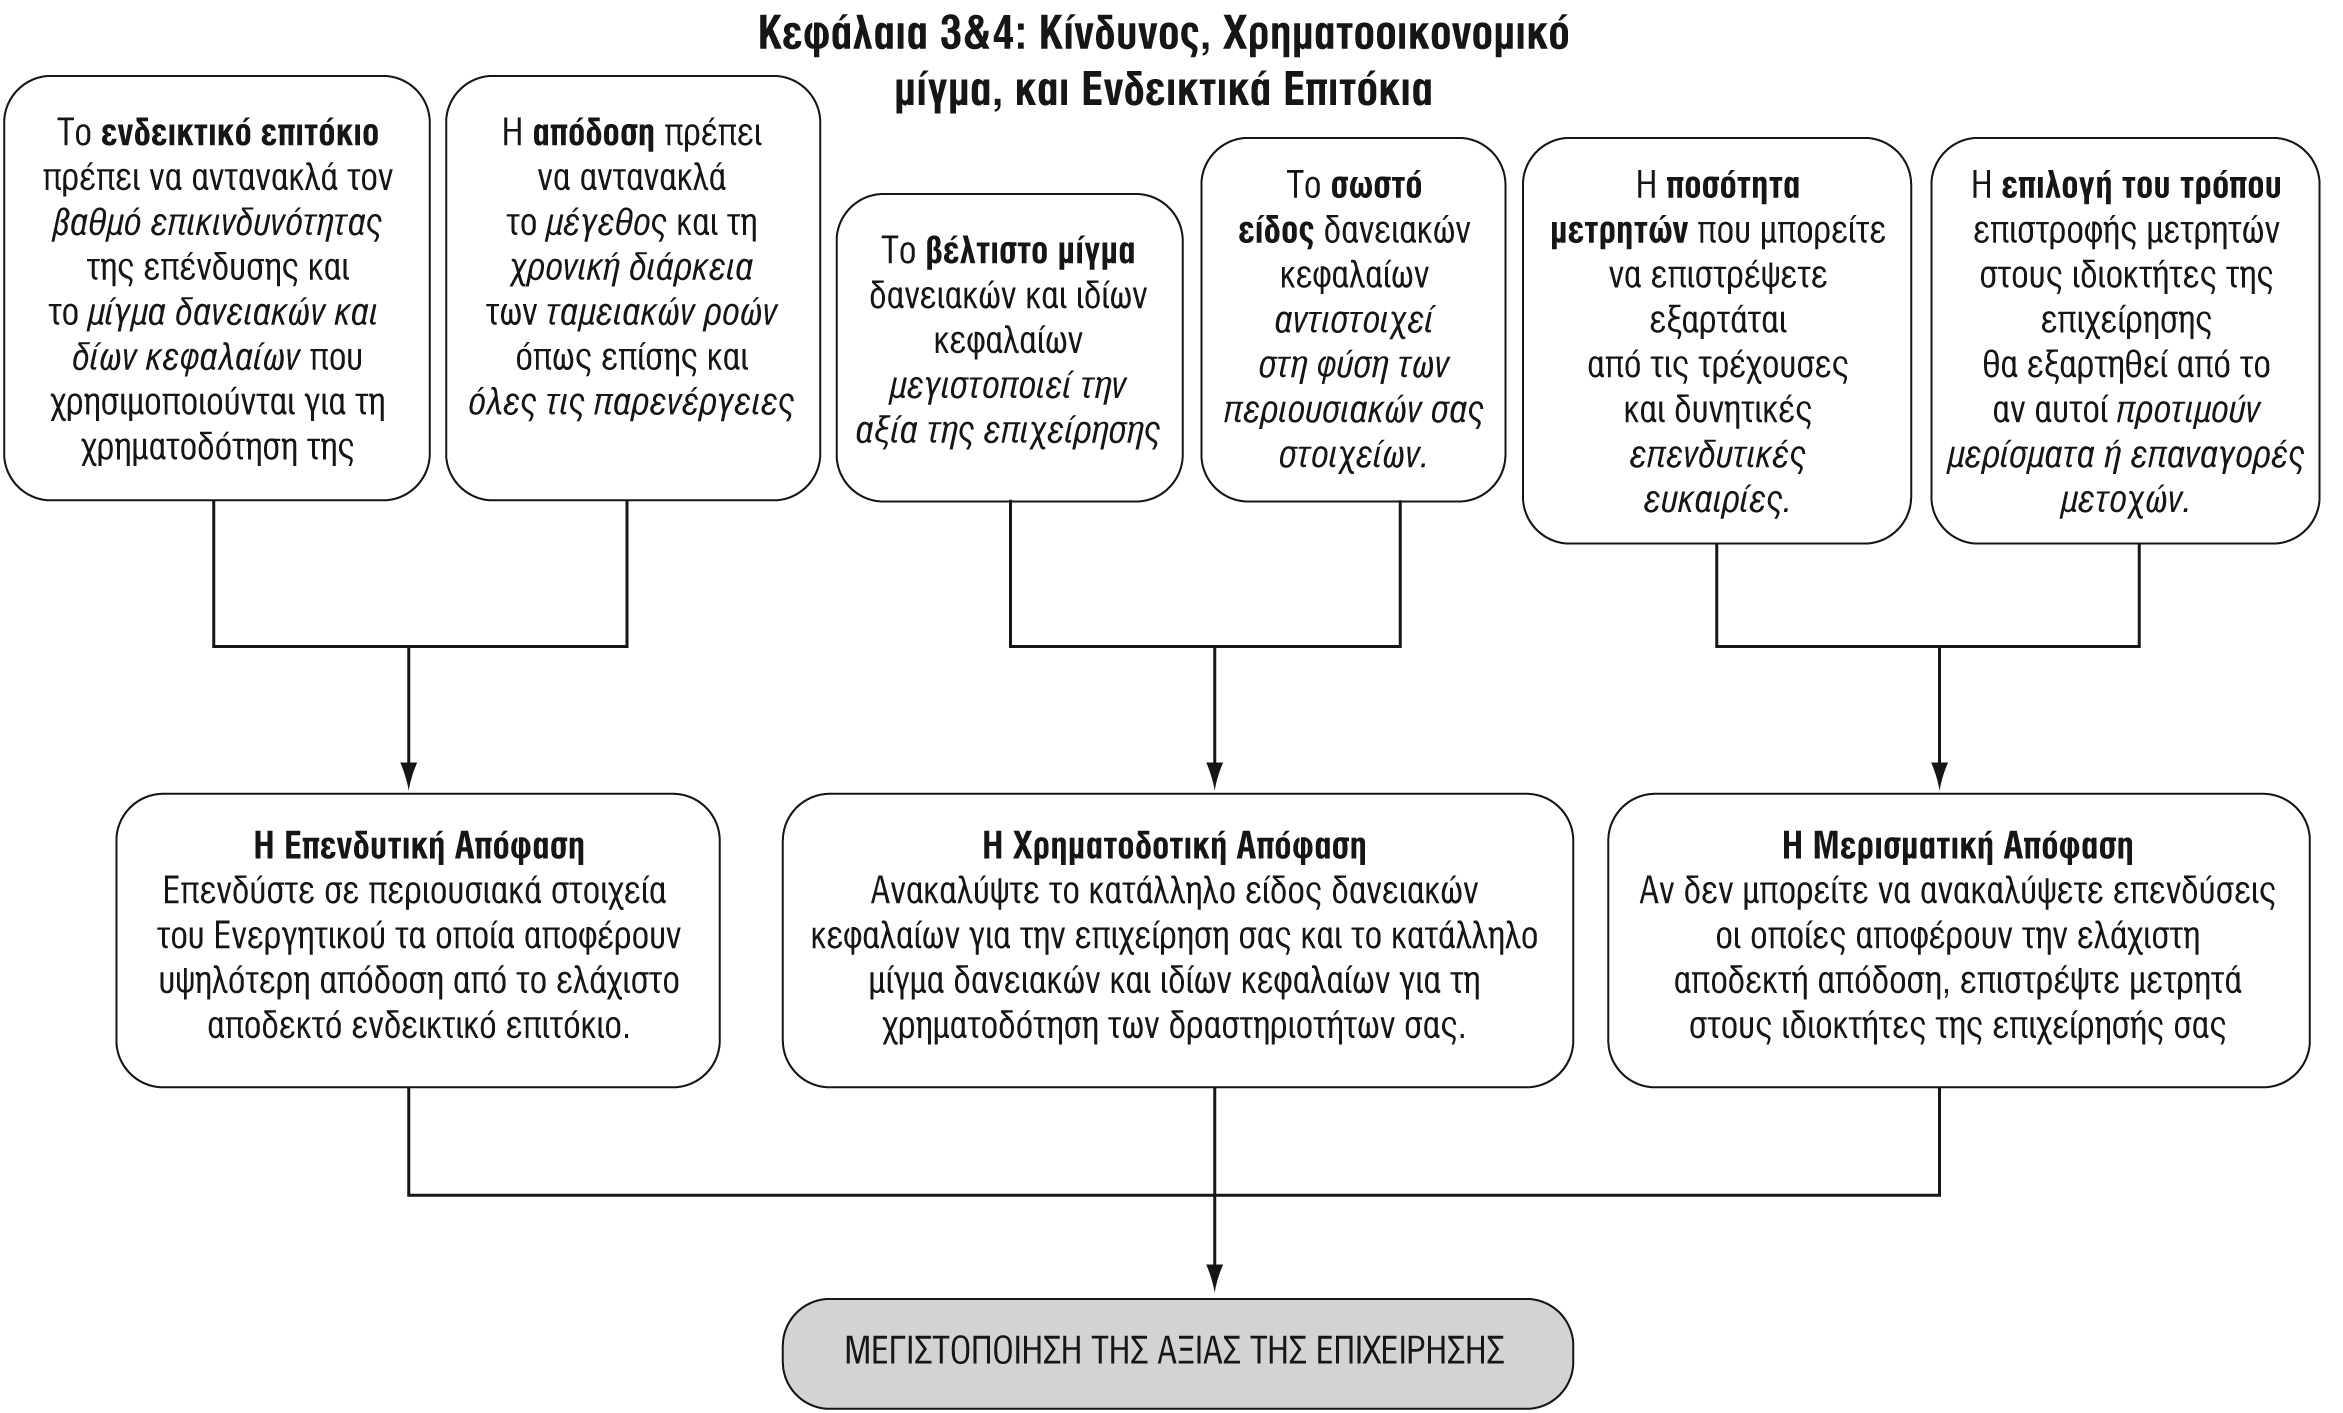 Κεφάλαια 3&4: Κίνδυνος, Χρηματοοικονομικό
μίγμα, και Ενδεικτικά Επιτόκια
Το ενδεικτικό επιτόκιο
πρέπει να αντανακλά τον
βαθμό επικινδυνότητας
της επένδυσης και
το μίγμα δανειακών και
δίων κεφαλαίων που
χρησιμοποιούνται για τη
χρηματοδότηση της
Η απόδοση πρέπει
να αντανακλά
το μέγεθος και τη
χρονική διάρκεια
των ταμειακών ροών
όπως επίσης και
όλες τις παρενέργειες
Το βέλτιστο μίγμα
δανειακών και ιδίων
κεφαλαίων
μεγιστοποιεί την
αξία της επιχείρησης
Το σωστό
είδος δανειακών
κεφαλαίων
αντιστοιχεί
στη φύση των
περιουσιακών σας
στοιχείων.
Η ποσότητα
μετρητών που μπορείτε
να επιστρέψετε
εξαρτάται
από τις τρέχουσες
και δυνητικές
επενδυτικές
ευκαιρίες.
Η επιλογή του τρόπου
επιστροφής μετρητών
στους ιδιοκτήτες της
επιχείρησης
θα εξαρτηθεί από το
αν αυτοί προτιμούν
μερίσματα ή επαναγορές
μετοχών.
Η Επενδυτική Απόφαση
Επενδύστε σε περιουσιακά στοιχεία
του Ενεργητικού τα οποία αποφέρουν
υψηλότερη απόδοση από το ελάχιστο
αποδεκτό ενδεικτικό επιτόκιο.
Η Χρηματοδοτική Απόφαση
Ανακαλύψτε το κατάλληλο είδος δανειακών
κεφαλαίων για την επιχείρηση σας και το κατάλληλο
μίγμα δανειακών και ιδίων κεφαλαίων για τη
χρηματοδότηση των δραστηριοτήτων σας.
Η Μερισματική Απόφαση
Αν δεν μπορείτε να ανακαλύψετε επενδύσεις
οι οποίες αποφέρουν την ελάχιστη
αποδεκτή απόδοση, επιστρέψτε μετρητά
στους ιδιοκτήτες της επιχείρησής σας
ΜΕΓΙΣΤΟΠΟΙΗΣΗ ΤΗΣ ΑΞΙΑΣ ΤΗΣ ΕΠΙΧΕΙΡΗΣΗΣ